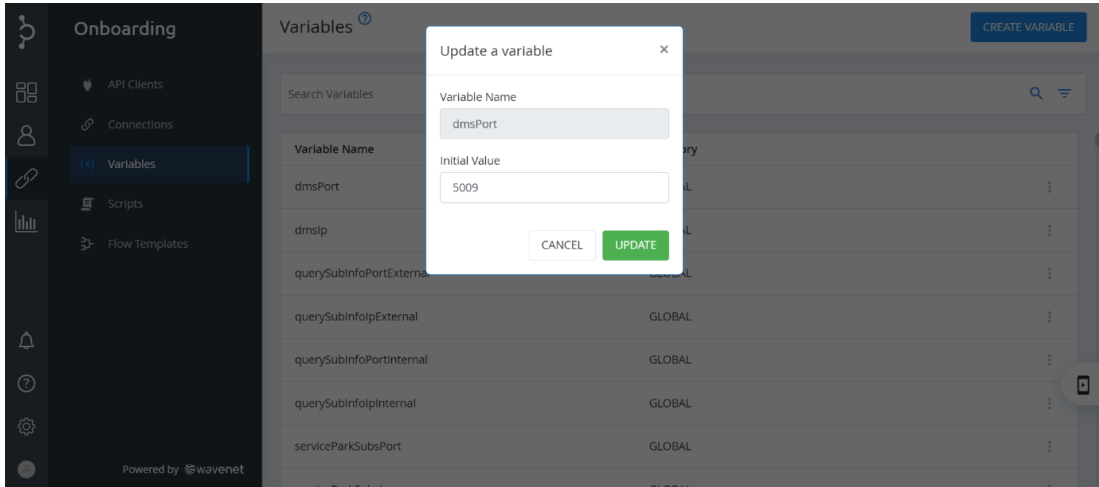 Onboarding
API Clients
Connections
(x) Variables
Scripts
Flow Templates
Powered by wavenet
Variables ?
CREATE VARIABLE
Search Variables
Variable Name
dmsPort
dmsIp
querySubInfoPortExternal
querySubInfoIpExternal GLOBAL
querySubInfoPortInternal GLOBAL
querySubInfoIpInternal GLOBAL
serviceParkSubsPort GLOBAL
Update a variable ×
Variable Name
dmsPort
Initial Value
5009
CANCEL UPDATE